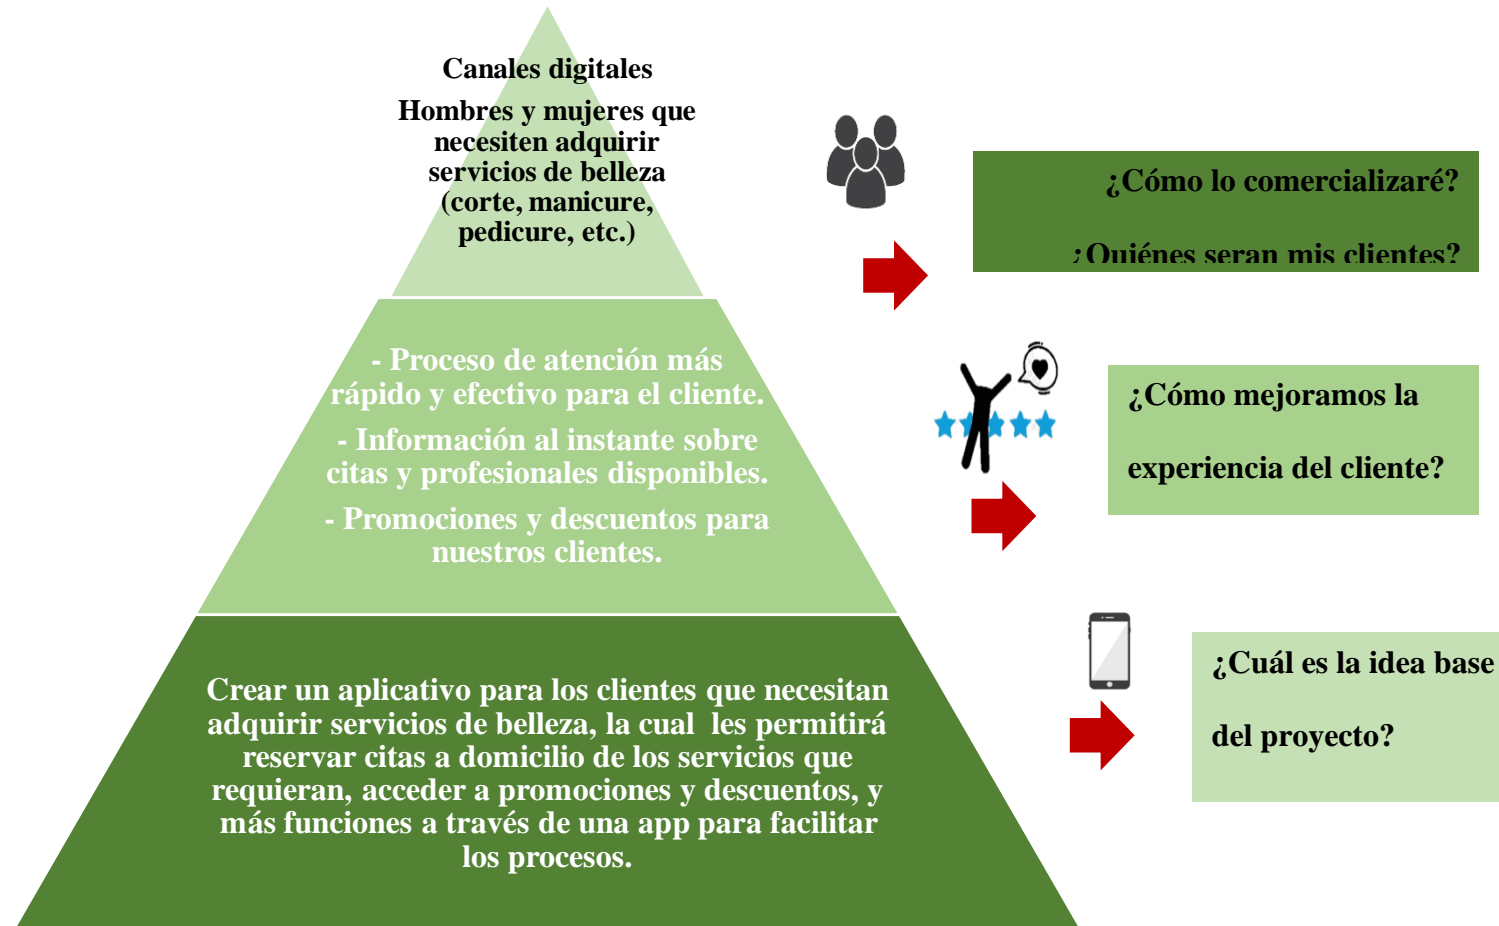 Canales digitales
Hombres y mujeres que
necesiten adquirir
servicios de belleza
(corte, manicure,
pedicure, etc.)
¿Cómo lo comercializaré?
¿Quiénes seran mis clientes?
- Proceso de atención más
rápido y efectivo para el cliente.
- Información al instante sobre
citas y profesionales disponibles.
- Promociones y descuentos para
nuestros clientes.
¿Cómo mejoramos la
experiencia del cliente?
Crear un aplicativo para los clientes que necesitan
adquirir servicios de belleza, la cual  les permitirá
reservar citas a domicilio de los servicios que
requieran, acceder a promociones y descuentos, y
más funciones a través de una app para facilitar
los procesos.
¿Cuál es la idea base
del proyecto?